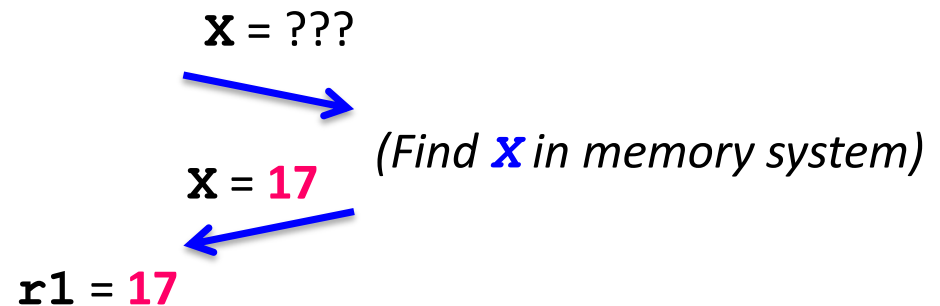 X = ???
(Find X in memory system)
X = 17
r1 = 17